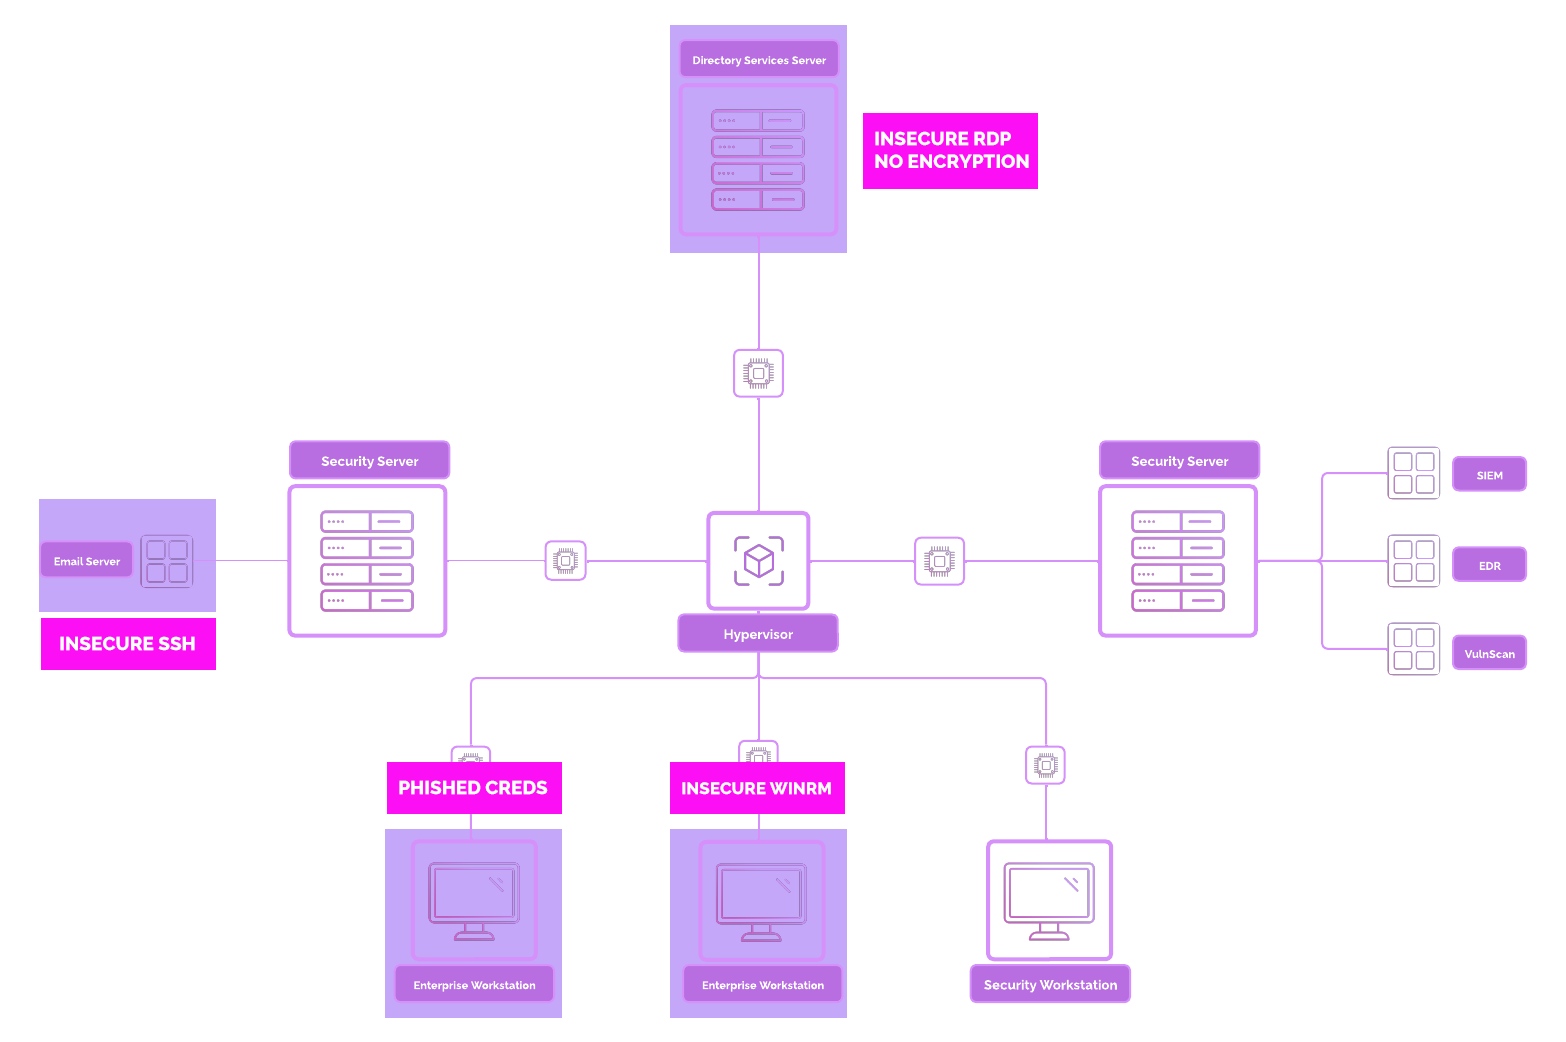 Directory Services Server
INSECURE RDP
NO ENCRYPTION
Security Server
Security Server
SIEM
Email Server
EDR
INSECURE SSH
Hypervisor
VulnScan
PHISHED CREDS
INSECURE WINRM
Enterprise Workstation
Enterprise Workstation
Security Workstation